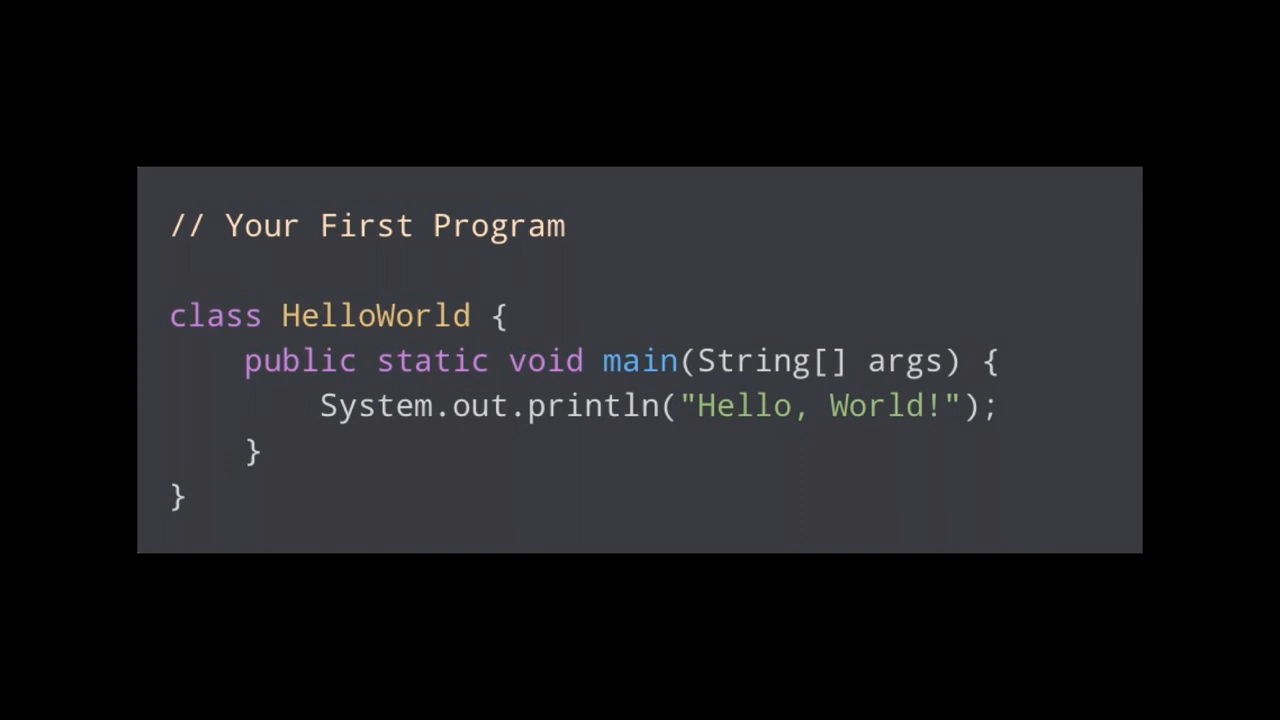 // Your First Program
class HelloWorld {
    public static void main(String[] args) {
        System.out.println("Hello, World!");
    }
}